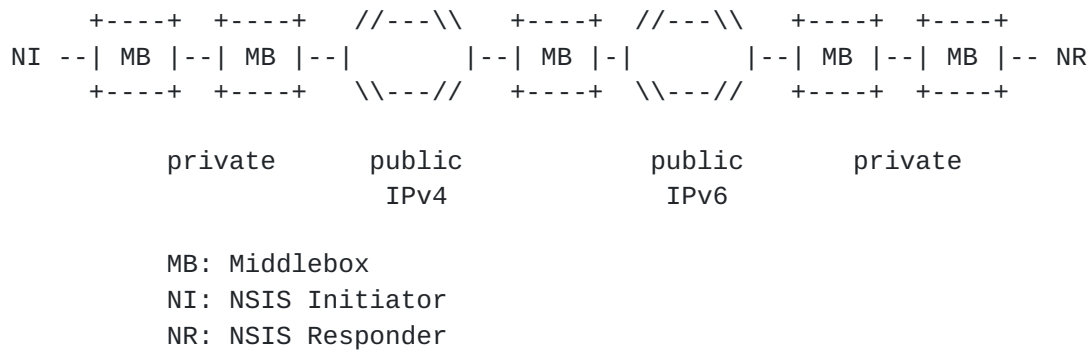 +----+  +----+   //---\\   +----+  //---\\   +----+  +----+
NI --| MB |--| MB |--|       |--| MB |-|       |--| MB |--| MB |-- NR
+----+  +----+   \\---//   +----+  \\---//   +----+  +----+
private      public                  public       private
IPv4                    IPv6
MB: Middlebox
NI: NSIS Initiator
NR: NSIS Responder